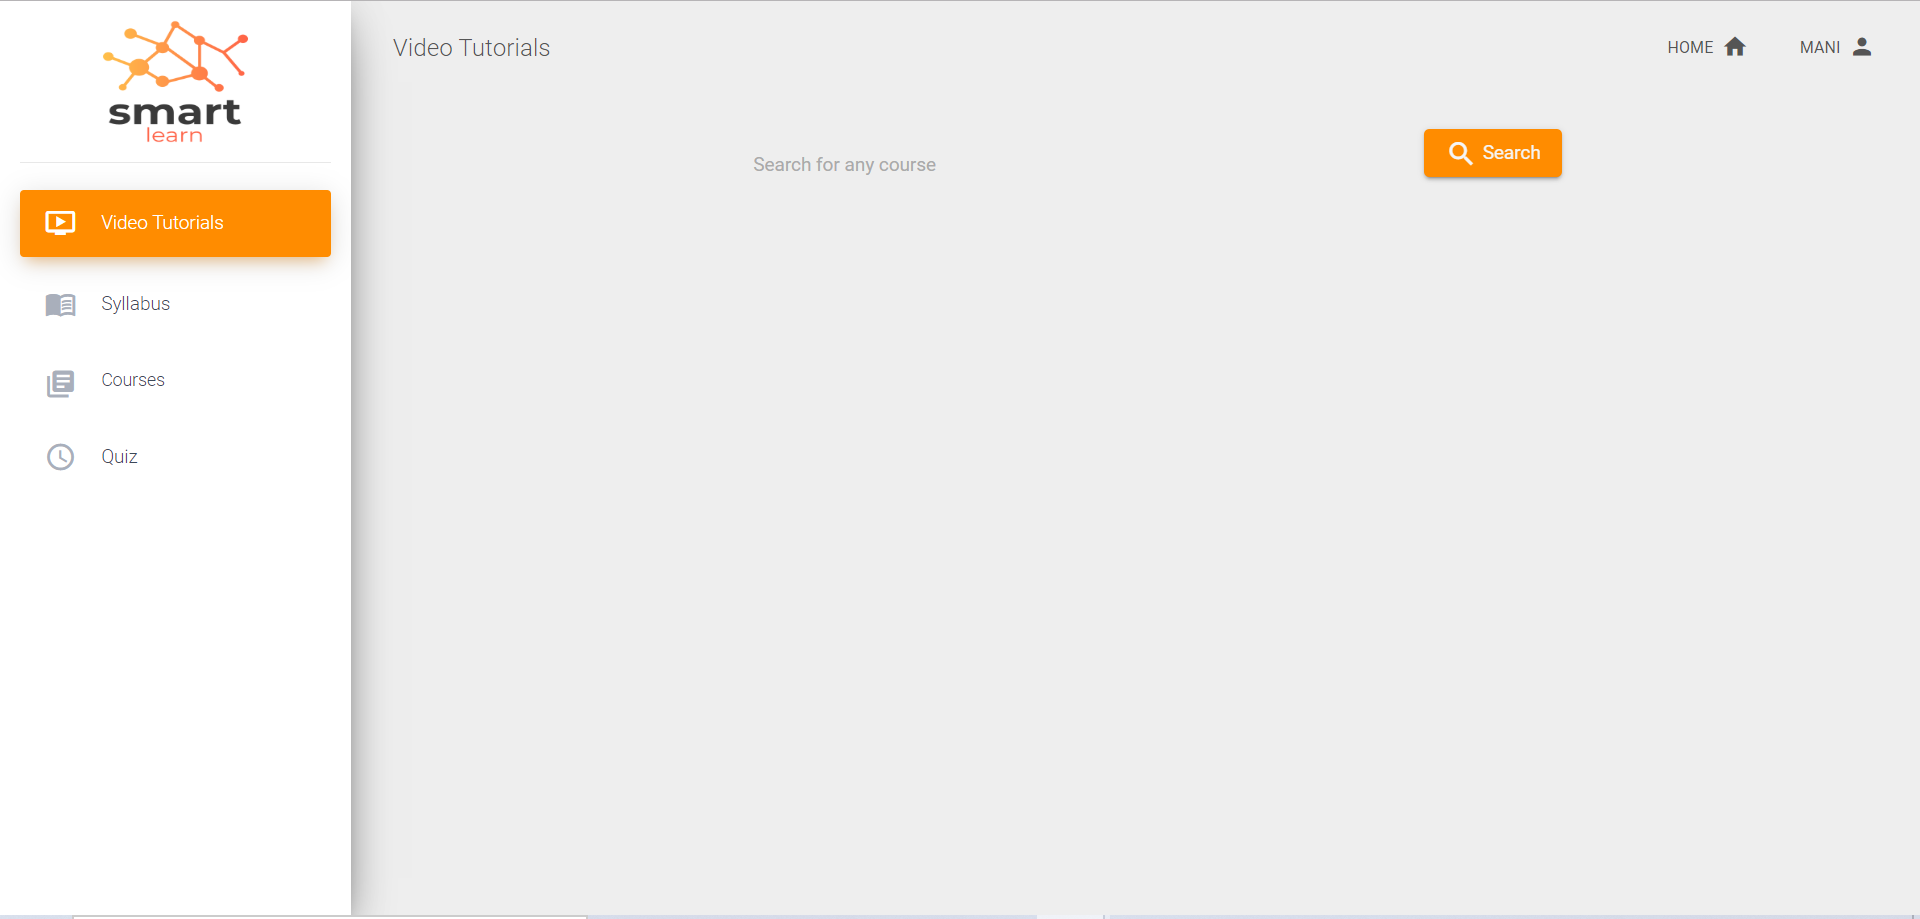 smart
learn
Video Tutorials
Syllabus
Courses
Quiz
Video Tutorials
HOME
MANI
Search for any course
Search